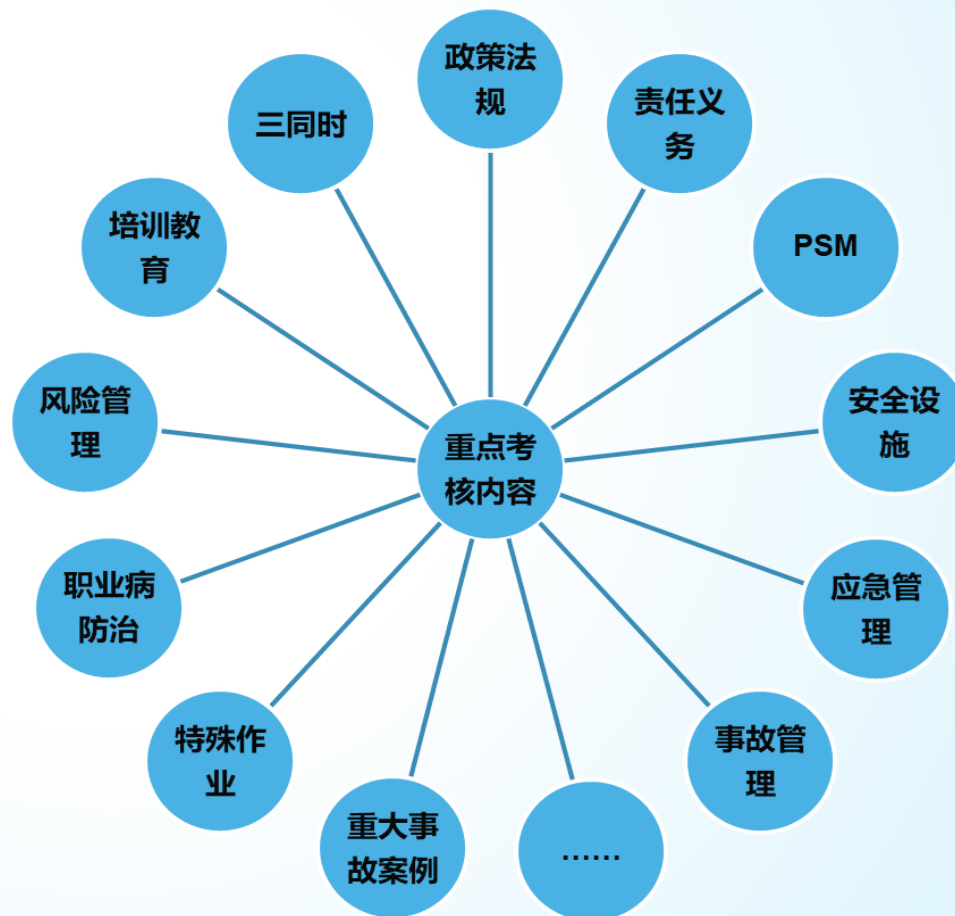 政策法
规
责任义
务
PSM
安全设
施
应急管
理
事故管
理
......
重大事
故案例
特殊作
业
职业病
防治
风险管
理
培训教
育
三同时
重点考
核内容